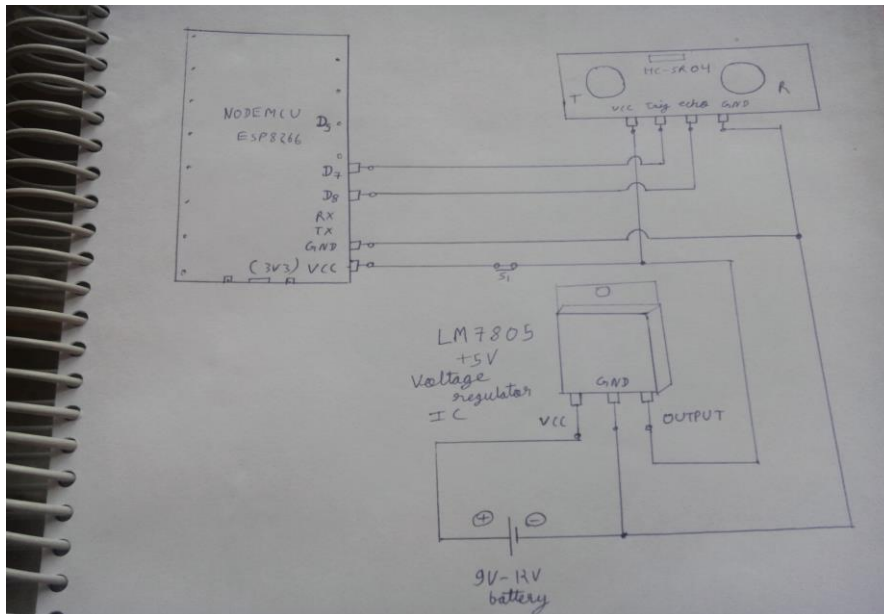 NODEMCU
ESP8266
D5
D7
D8
RX
TX
GND
(3V3) VCC
HC-SR04
T
R
VCC Trig echo GND
S1
LM7805
+5V
Voltage
regulator
IC
GND
VCC
OUTPUT
+
-
9V-12V
battery